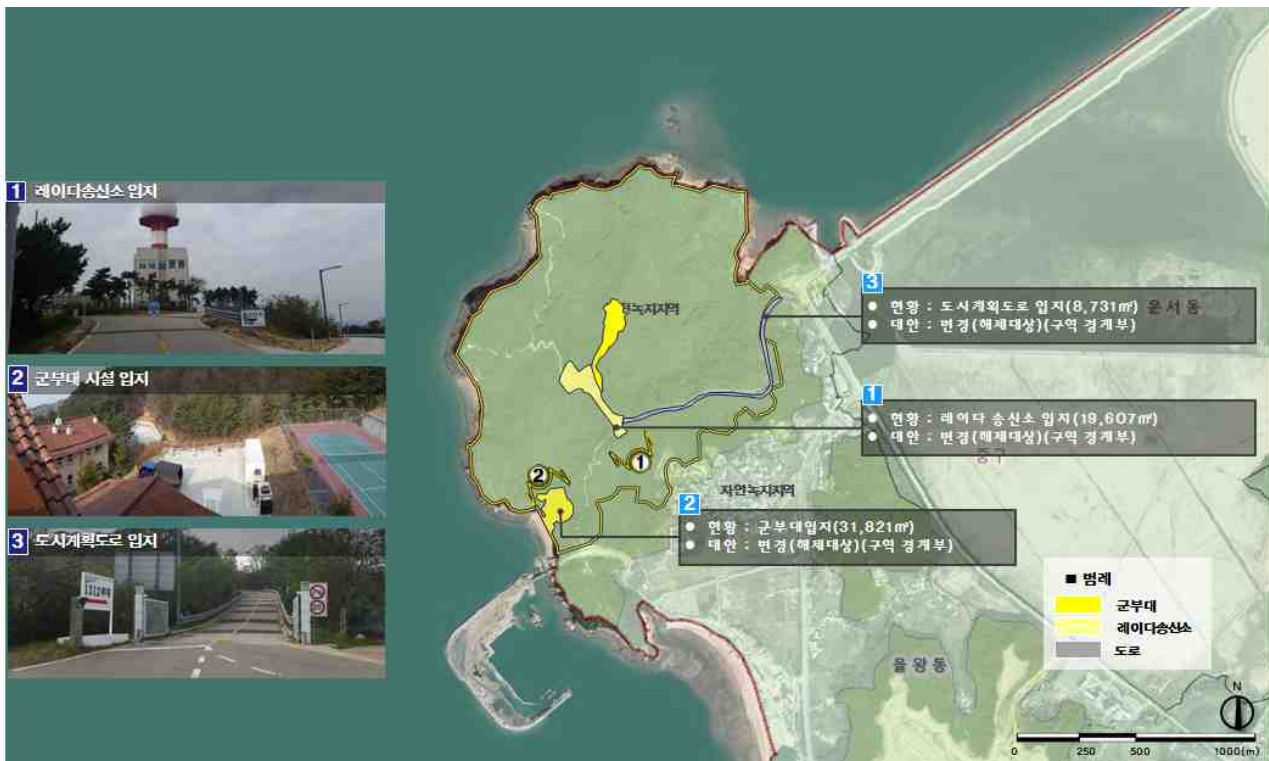 1 레이다송신소 입지
2 군부대 시설 입지
3 도시계획도로 입지
녹지지역
3
● 현황 : 도시계획도로 입지(8,731㎡)
● 대안 : 변경(해제대상)(구역 경계부)
운서동
1
● 현황 : 레이다 송신소 입지(19,607㎡)
● 대안 : 변경(해제대상)(구역 경계부)
중구
1
2
자연녹지지역
2
● 현황 : 군부대입지(31,821㎡)
● 대안 : 변경(해제대상)(구역 경계부)
■ 범례
군부대
레이다송신소
도로
을왕동
N
0 250 500 1000(m)